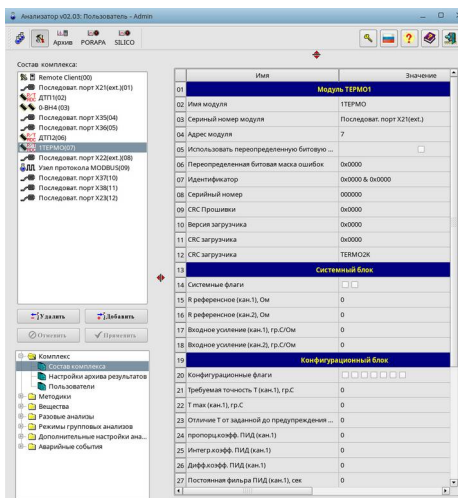 Анализатор v02.03: Пользователь - Admin
Архив PORAPA SILICO
Состав комплекса:
Remote Client(00)
Последоват. порт X21(ext.)(01)
ДТП1(02)
0-ВН4 (03)
Последоват. порт X35(04)
Последоват. порт X36(05)
ДТП2(06)
1ТЕРМО(07)
Последоват. порт X22(ext.)(08)
Узел протокола MODBUS(09)
Последоват. порт X37(10)
Последоват. порт X38(11)
Последоват. порт X23(12)
Удалить Добавить
Отменить Применить
Комплекс
Состав комплекса
Настройки архива результатов
Пользователи
Методики
Вещества
Разовые анализы
Режимы групповых анализов
Дополнительные настройки ана...
Аварийные события
Имя Значение
01 Модуль ТЕРМО1
02 Имя модуля 1ТЕРМО
03 Сериный номер модуля Последоват. порт X21(ext.)
04 Адрес модуля 7
05 Использовать переопределенную битовую ...
06 Переопределенная битовая маска ошибок 0x0000
07 Идентификатор 0x0000 & 0x0000
08 Серийный номер 000000
09 CRC Прошивки 0x0000
10 Версия загрузчика 0x0000
11 CRC загрузчика 0x0000
12 CRC загрузчика TERMO2K
13 Системный блок
14 Системные флаги
15 R референсное (кан.1), Ом 0
16 R референсное (кан.2), Ом 0
17 Входное усиление (кан.1), гр.С/Ом 0
18 Входное усиление (кан.2), гр.С/Ом 0
19 Конфигурационный блок
20 Конфигурационные флаги
21 Требуемая точность T (кан.1), гр.С 0
22 T max (кан.1), гр.С 0
23 Отличие T от заданной до предупреждения ... 0
24 пропорц.коэфф. ПИД (кан.1) 0
25 Интегр.коэфф. ПИД (кан.1) 0
26 Дифф.коэфф. ПИД (кан.1) 0
27 Постоянная фильра ПИД (кан.1), сек 0